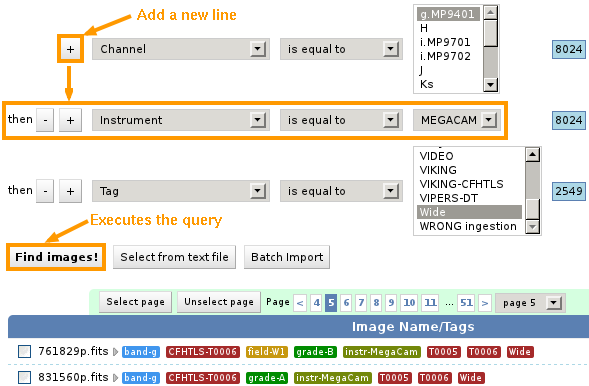 Add a new line
g.MP9401
H
i.MP9701
i.MP9702
J
Ks
+ Channel is equal to 8024
then - + Instrument is equal to MEGACAM 8024
VIDEO
VIKING
VIKING-CFHTLS
VIPERS-DT
Wide
WRONG ingestion
then - + Tag is equal to 2549
Executes the query
Find images! Select from text file Batch Import
Select page Unselect page Page < 4 5 6 7 8 9 10 11 ... 51 > page 5
Image Name/Tags
761829p.fits band-g CFHTLS-T0006 field-W1 grade-B instr-MegaCam T0005 T0006 Wide
831560p.fits band-g CFHTLS-T0006 grade-A instr-MegaCam T0005 T0006 Wide